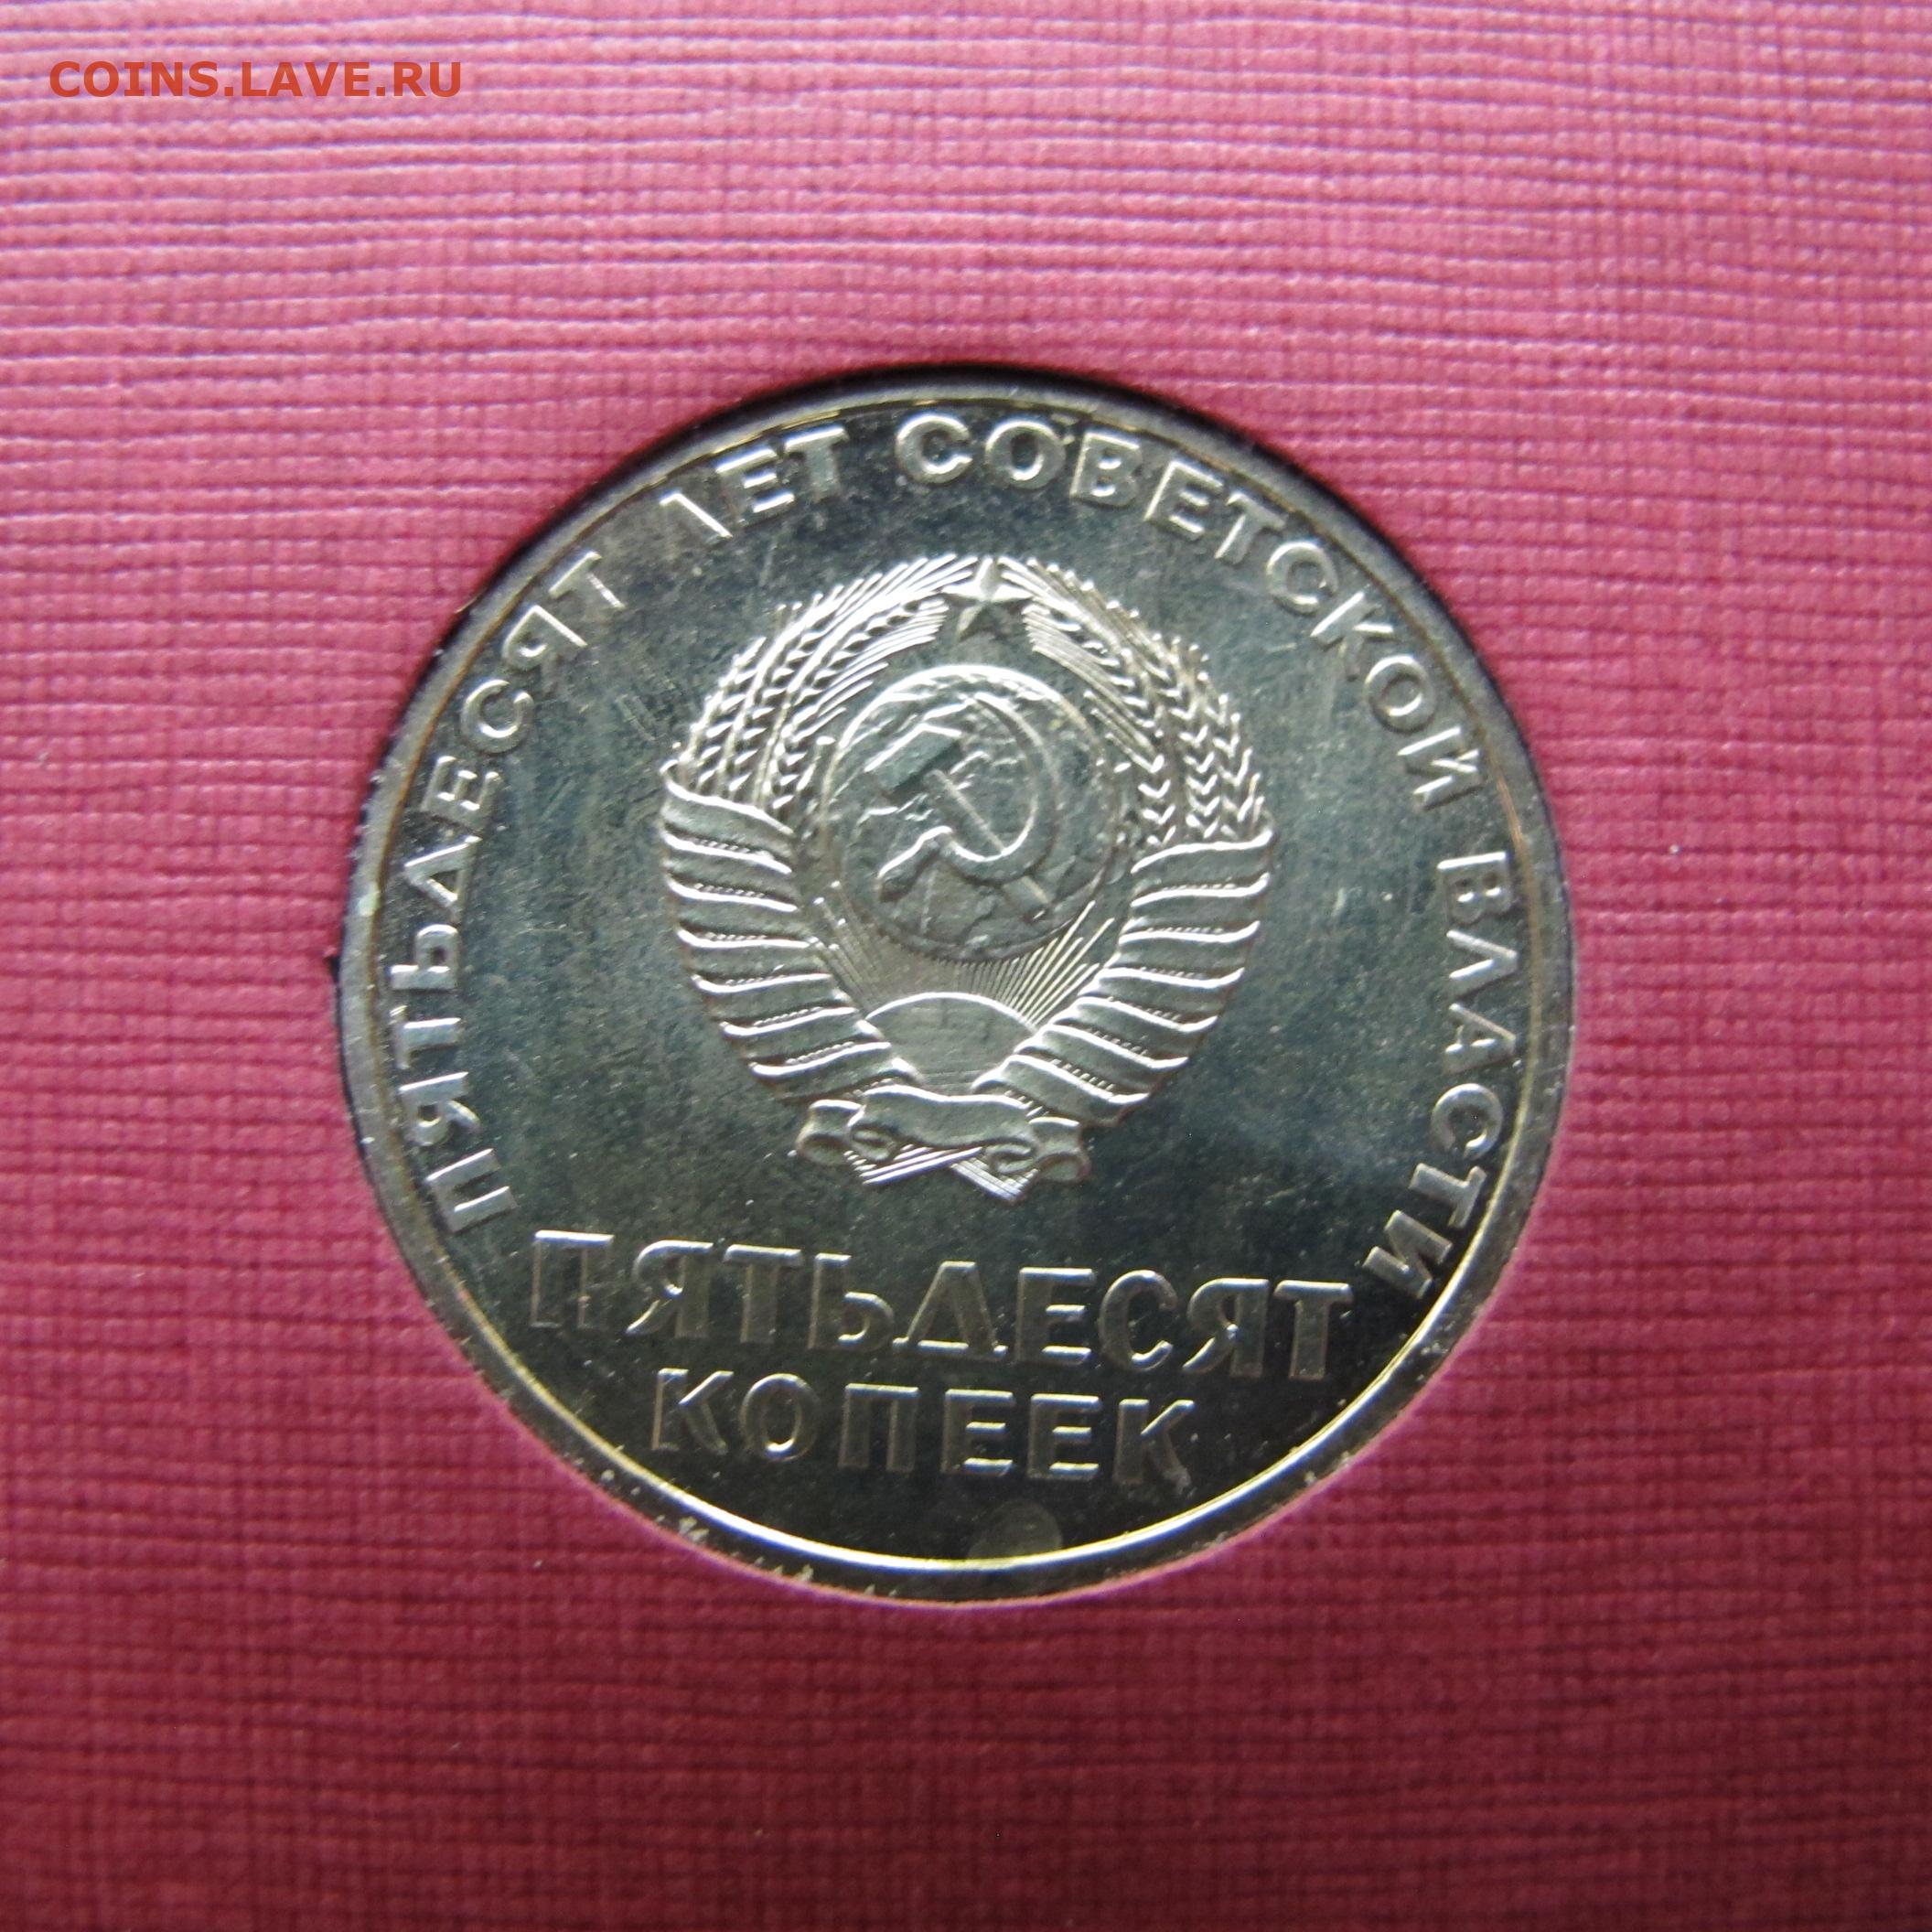 COINS.LAVE.RU
ПЯТЬДЕСЯТ ЛЕТ СОВЕТСКОЙ ВЛАСТИ
ПЯТЬДЕСЯТ
КОПЕЕК